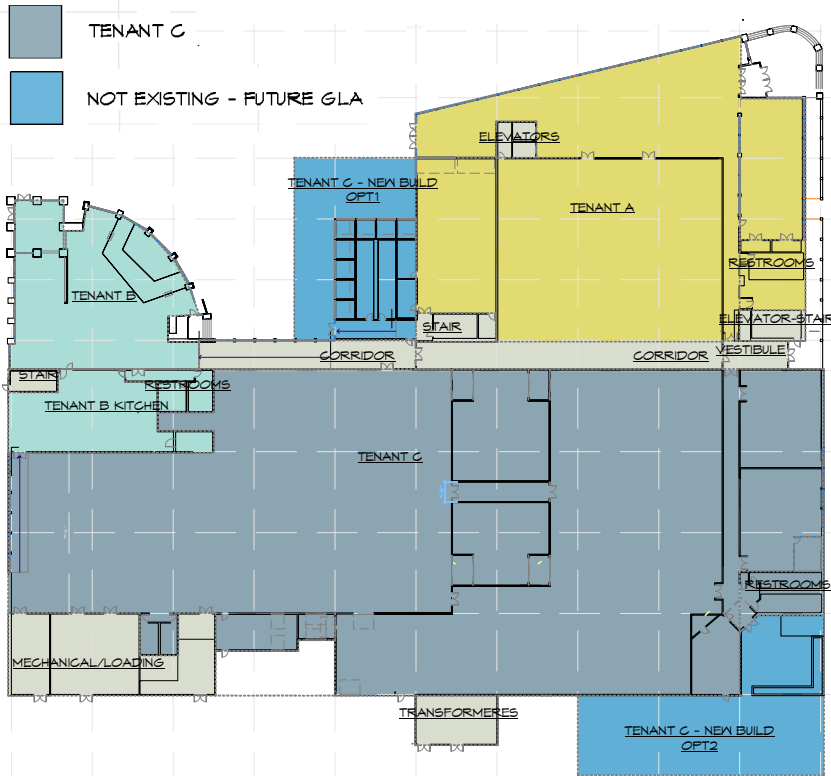 TENANT C
NOT EXISTING - FUTURE GLA
ELEVATORS
TENANT C - NEW BUILD
OPT1
TENANT A
RESTROOMS
TENANT B
ELEVATOR-STAIR
STAIR
CORRIDOR
CORRIDOR
VESTIBULE
STAIR
RESTROOMS
TENANT B KITCHEN
TENANT C
RESTROOMS
MECHANICAL/LOADING
TRANSFORMERES
TENANT C - NEW BUILD
OPT2